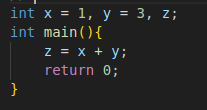 int x = 1, y = 3, z;
int main(){
    z = x + y;
    return 0;
}